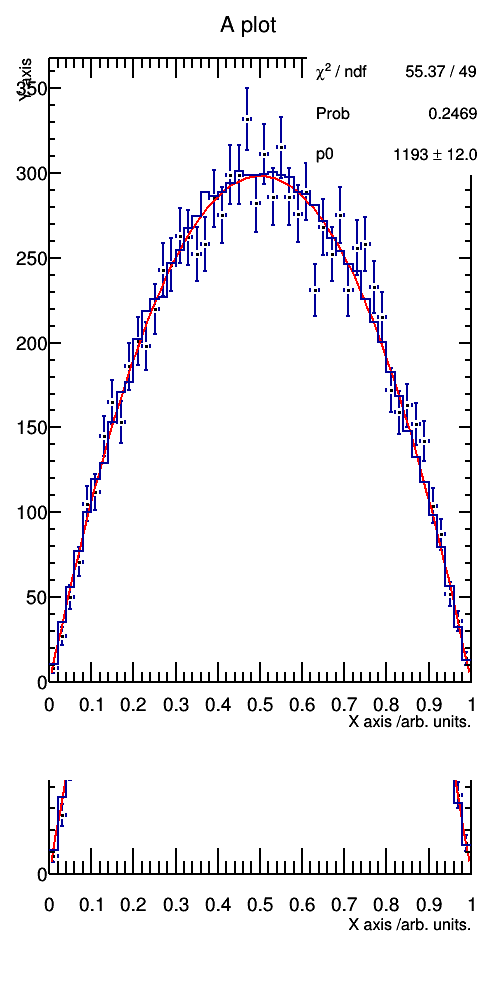 A plot
χ² / ndf 55.37 / 49
Prob 0.2469
p0 1193 ± 12.0
Y axis
350
300
250
200
150
100
50
0
0 0.1 0.2 0.3 0.4 0.5 0.6 0.7 0.8 0.9 1
X axis /arb. units.
0
0 0.1 0.2 0.3 0.4 0.5 0.6 0.7 0.8 0.9 1
X axis /arb. units.